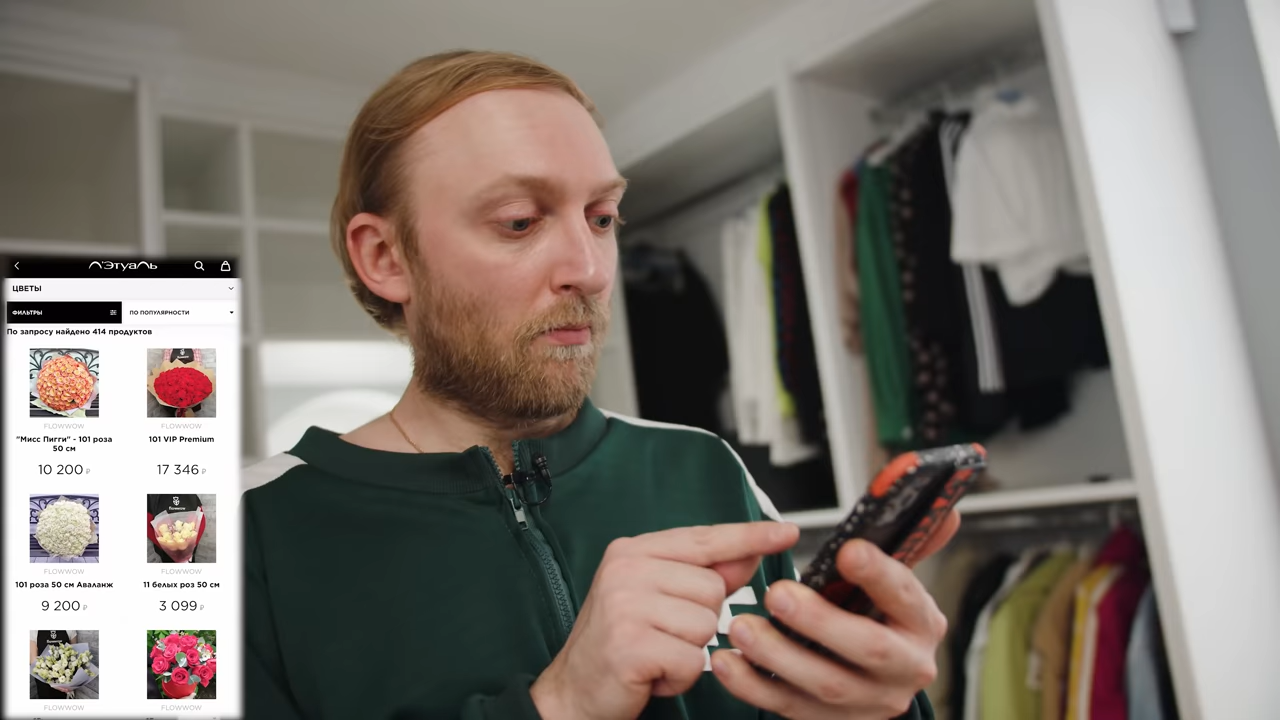 Л'Этуаль
ЦВЕТЫ
ФИЛЬТРЫ
ПО ПОПУЛЯРНОСТИ
По запросу найдено 414 продуктов
FLOWWOW
FLOWWOW
"Мисс Пигги" - 101 роза
50 см
101 VIP Premium
10 200 ₽
17 346 ₽
FLOWWOW
FLOWWOW
101 роза 50 см Аваланж
11 белых роз 50 см
9 200 ₽
3 099 ₽
FLOWWOW
FLOWWOW